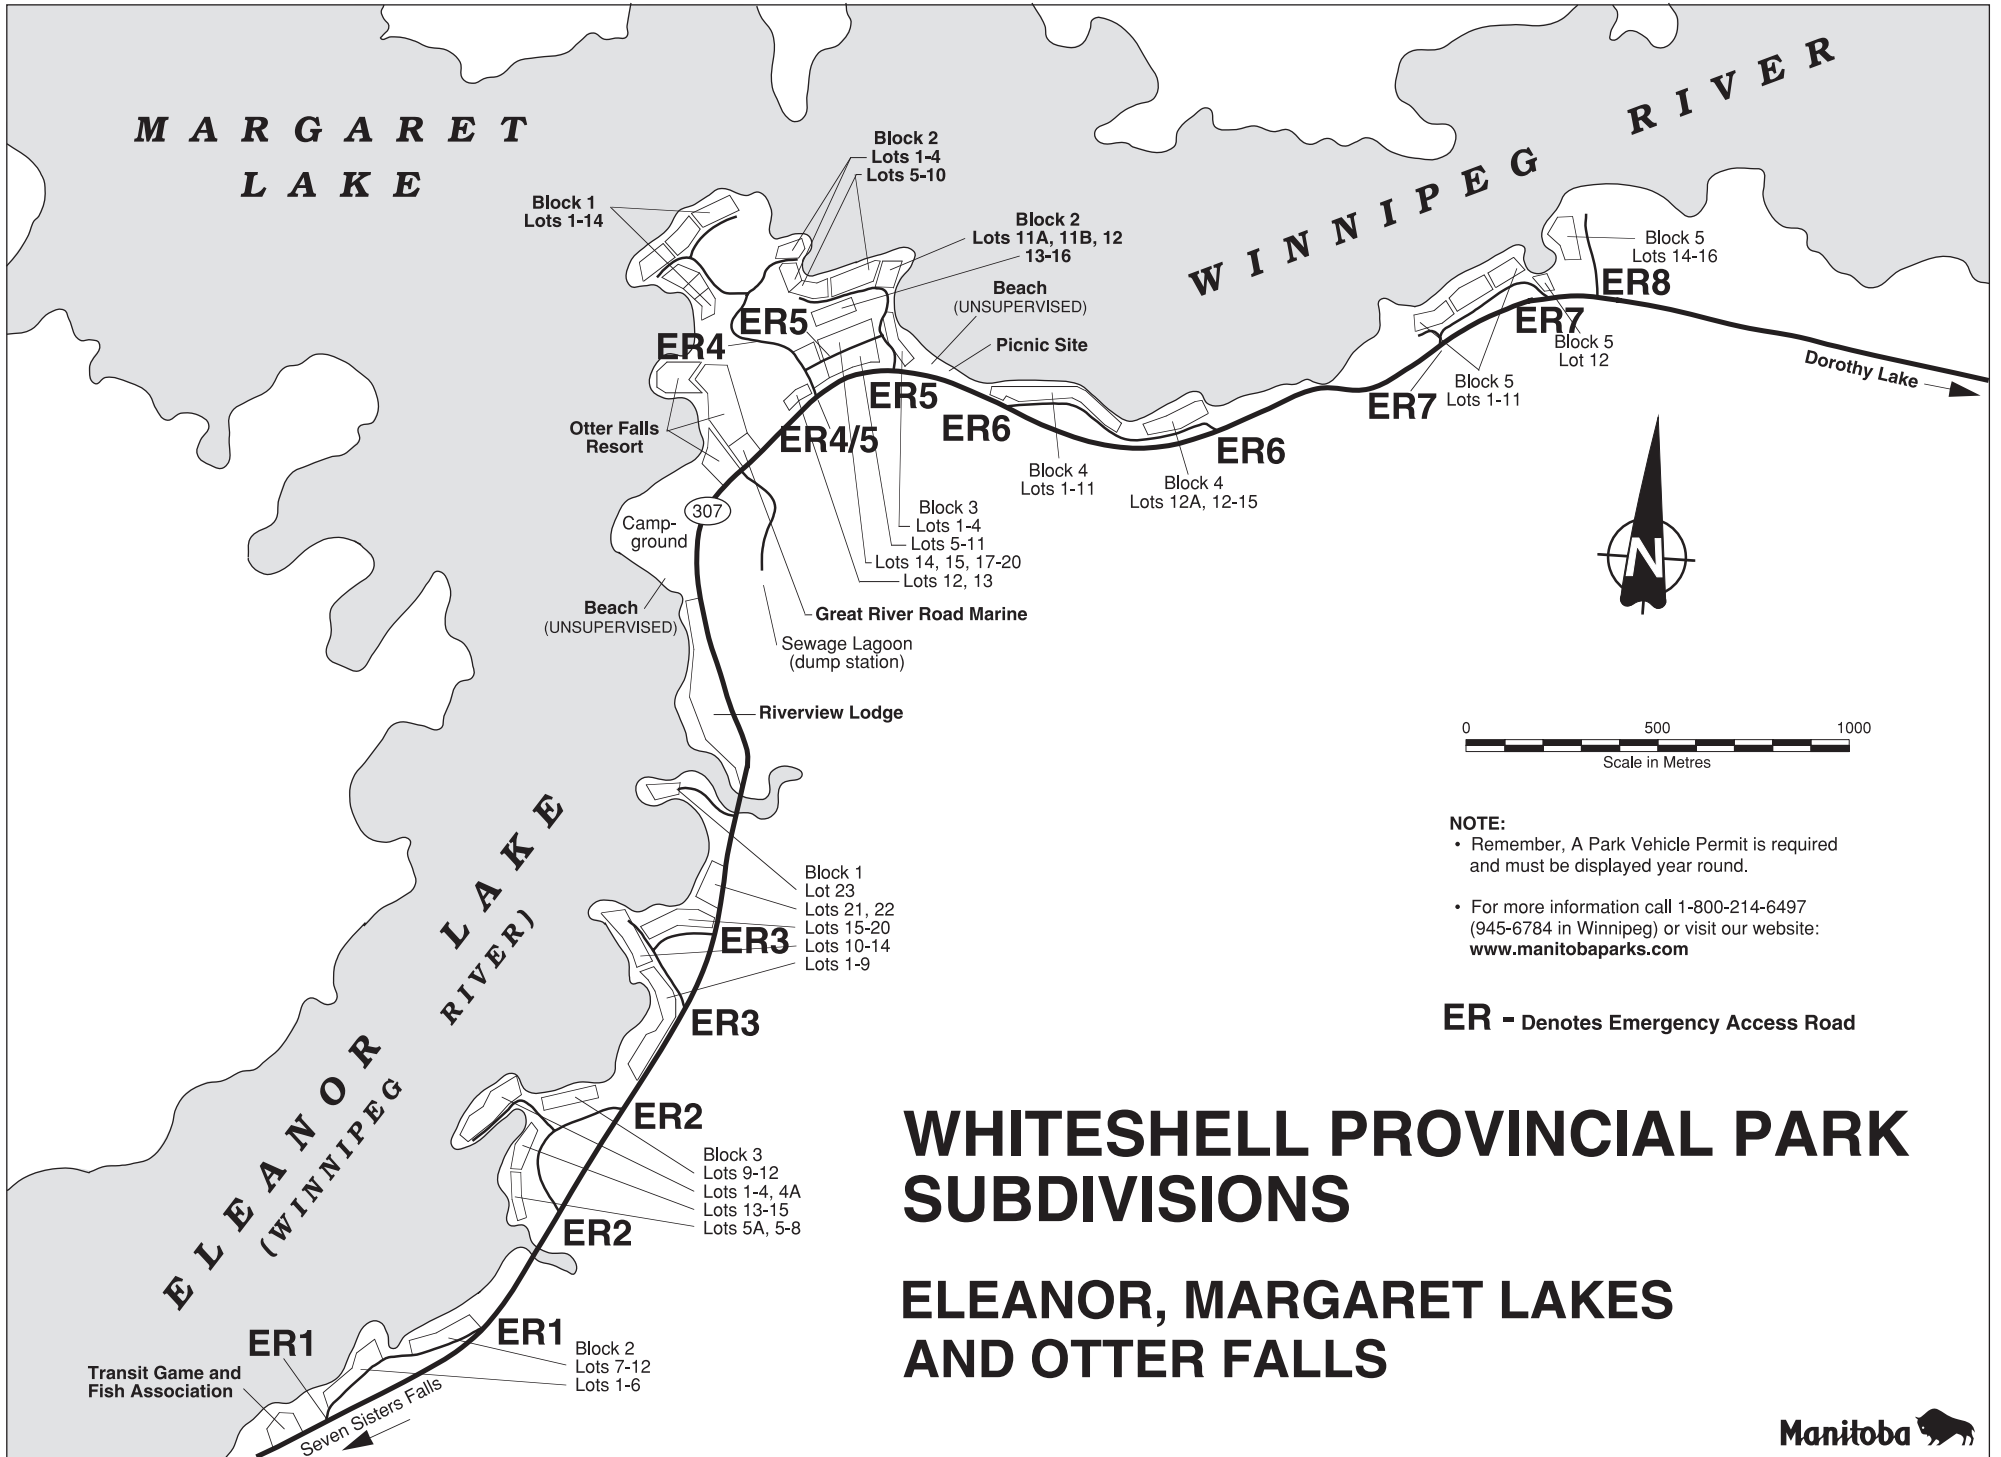 MARGARET
LAKE
WINNIPEG RIVER
Block 2
Lots 1-4
Lots 5-10
Block 1
Lots 1-14
Block 2
Lots 11A, 11B, 12
13-16
Beach
(UNSUPERVISED)
Picnic Site
Block 5
Lots 14-16
ER8
ER7
Block 5
Lot 12
Dorothy Lake
ER5
ER4
Block 5
Lots 1-11
ER7
ER5
ER6
ER4/5
ER6
Otter Falls
Resort
Block 4
Lots 1-11
Block 4
Lots 12A, 12-15
307
Camp-
ground
Block 3
Lots 1-4
Lots 5-11
Lots 14, 15, 17-20
Lots 12, 13
N
Beach
(UNSUPERVISED)
Great River Road Marine
Sewage Lagoon
(dump station)
Riverview Lodge
0 500 1000
Scale in Metres
ELEANOR LAKE
(WINNIPEG RIVER)
NOTE:
• Remember, A Park Vehicle Permit is required
and must be displayed year round.
• For more information call 1-800-214-6497
(945-6784 in Winnipeg) or visit our website:
www.manitobaparks.com
Block 1
Lot 23
Lots 21, 22
Lots 15-20
Lots 10-14
Lots 1-9
ER3
ER3
ER - Denotes Emergency Access Road
ER2
Block 3
Lots 9-12
Lots 1-4, 4A
Lots 13-15
Lots 5A, 5-8
ER2
WHITESHELL PROVINCIAL PARK
SUBDIVISIONS
ELEANOR, MARGARET LAKES
AND OTTER FALLS
ER1
ER1
Block 2
Lots 7-12
Lots 1-6
Transit Game and
Fish Association
Seven Sisters Falls
Manitoba